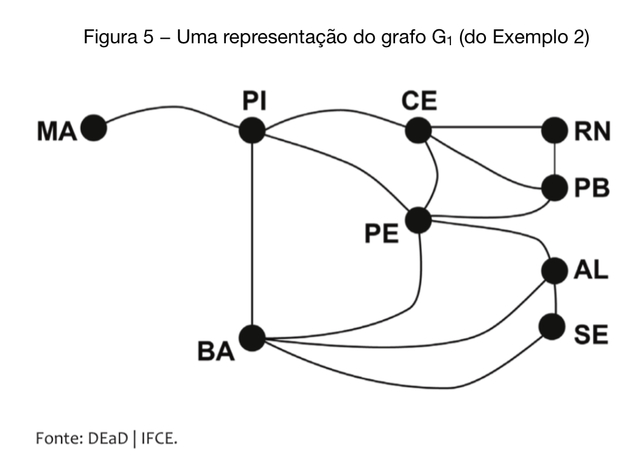 Figura 5 – Uma representação do grafo G₁ (do Exemplo 2)
PI
CE
MA
RN
PB
PE
AL
SE
BA
Fonte: DEaD | IFCE.